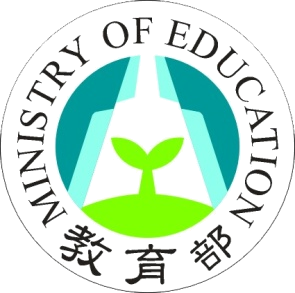 MINISTRY OF EDUCATION
教育部